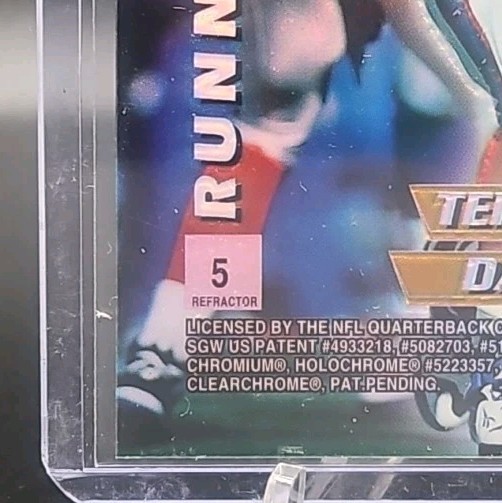 RUNN
TE
DA
5
REFRACTOR
LICENSED BY THE NFL QUARTERBACK
SGW US PATENT #4933218, #5082703, #51
CHROMIUM®, HOLOCHROME® #5223357,
CLEARCHROME®, PAT.PENDING.